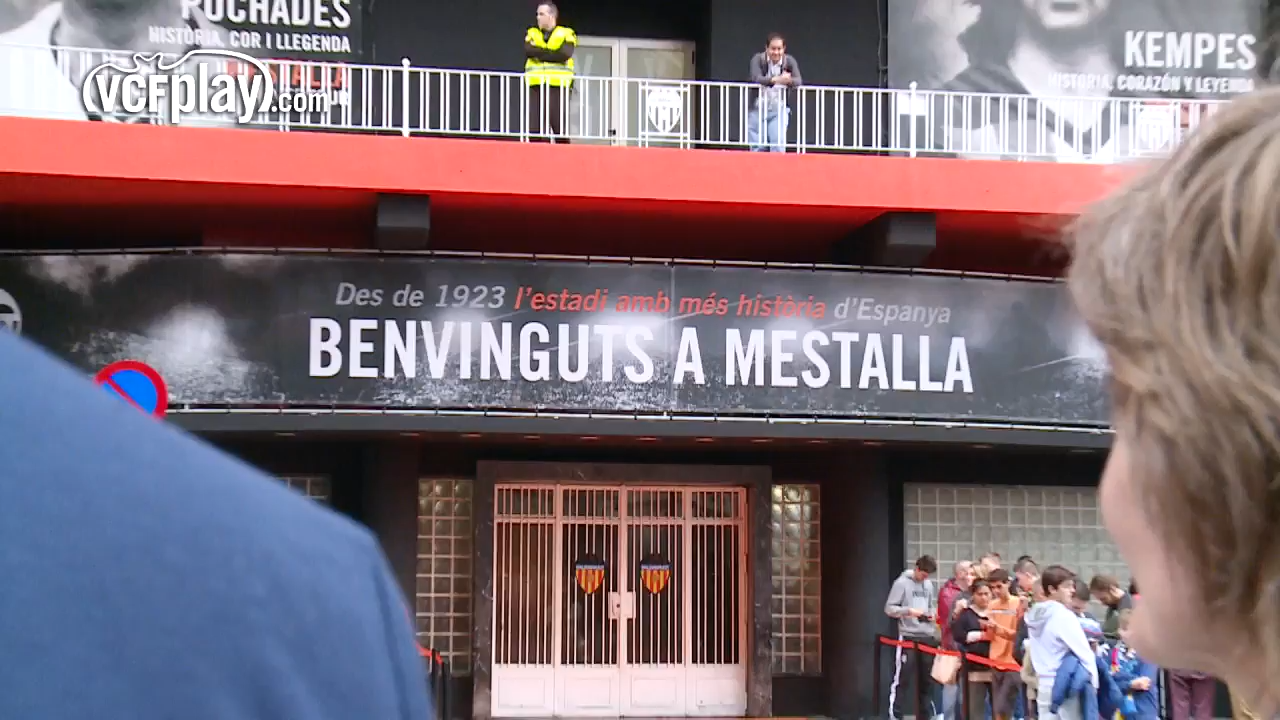 PUCHADES
HISTÒRIA, COR I LLEGENDA
KEMPES
HISTORIA, CORAZÓN Y LEYENDA
(VCFplay).com
Des de 1923 l'estadi amb més història d'Espanya
BENVINGUTS A MESTALLA